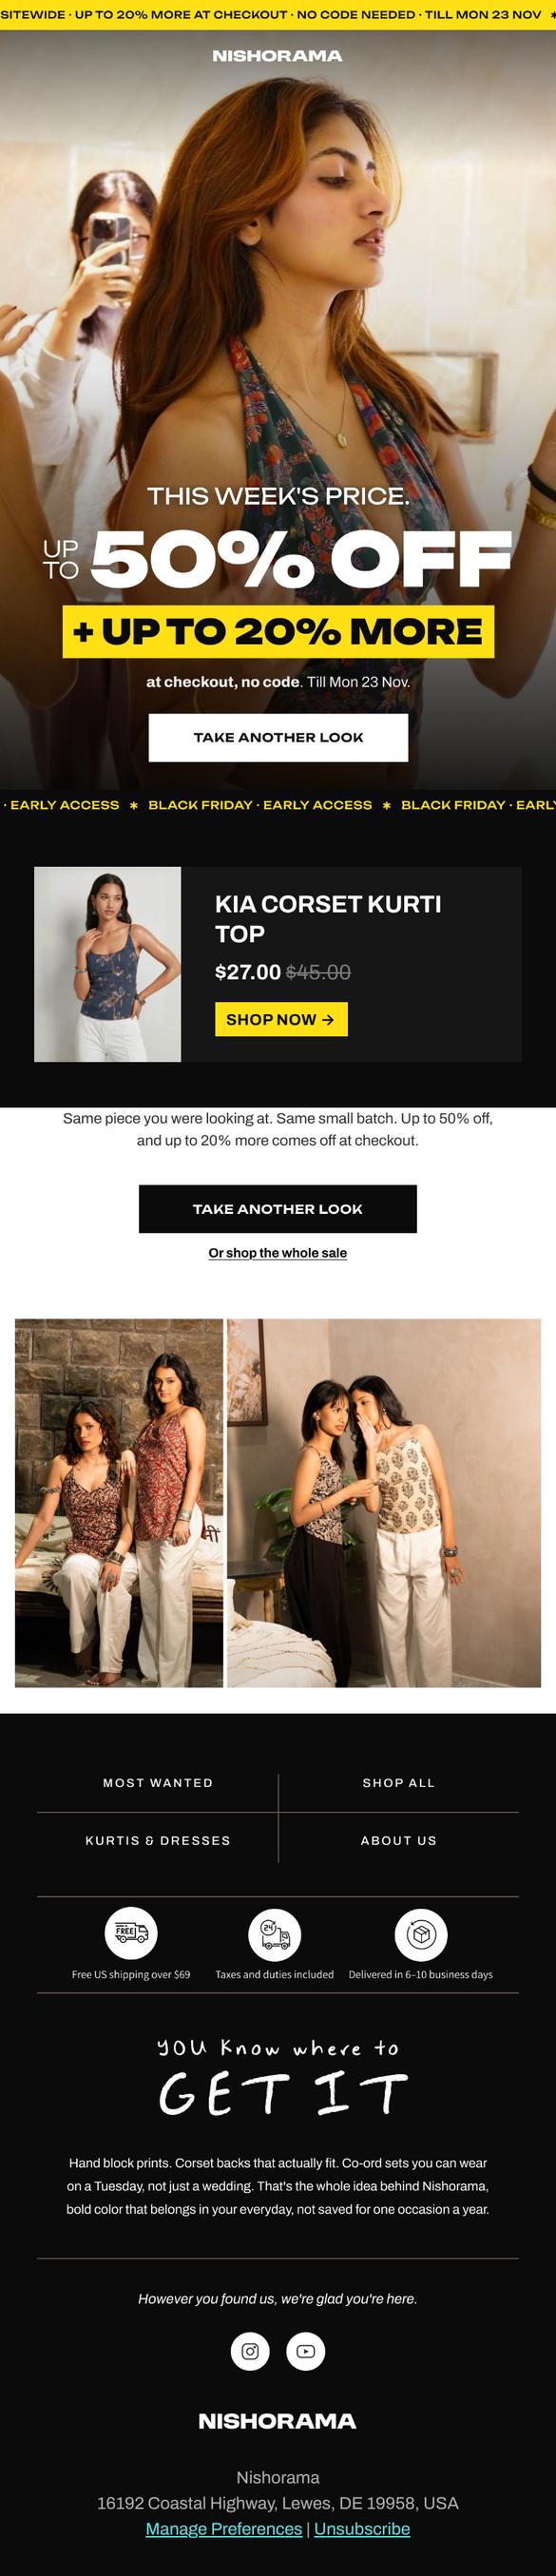 SITEWIDE · UP TO 20% MORE AT CHECKOUT · NO CODE NEEDED · TILL MON 23 NOV ✱
NISHORAMA
THIS WEEK'S PRICE.
UP TO 50% OFF
+ UP TO 20% MORE
at checkout, no code. Till Mon 23 Nov.
TAKE ANOTHER LOOK
· EARLY ACCESS ✱ BLACK FRIDAY · EARLY ACCESS ✱ BLACK FRIDAY · EARLY
KIA CORSET KURTI
TOP
$27.00 $45.00
SHOP NOW →
Same piece you were looking at. Same small batch. Up to 50% off,
and up to 20% more comes off at checkout.
TAKE ANOTHER LOOK
Or shop the whole sale
MOST WANTED
SHOP ALL
KURTIS & DRESSES
ABOUT US
FREE
24
Free US shipping over $69
Taxes and duties included
Delivered in 6–10 business days
YOU Know where to
GET IT
Hand block prints. Corset backs that actually fit. Co-ord sets you can wear
on a Tuesday, not just a wedding. That's the whole idea behind Nishorama,
bold color that belongs in your everyday, not saved for one occasion a year.
However you found us, we're glad you're here.
NISHORAMA
Nishorama
16192 Coastal Highway, Lewes, DE 19958, USA
Manage Preferences | Unsubscribe